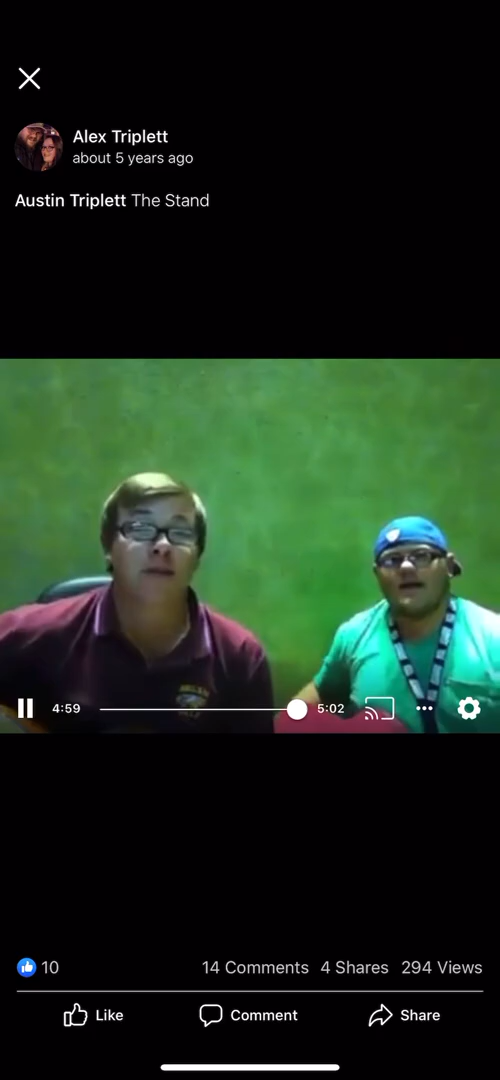 Alex Triplett
about 5 years ago
Austin Triplett The Stand
4:59
5:02
10
14 Comments 4 Shares 294 Views
Like
Comment
Share